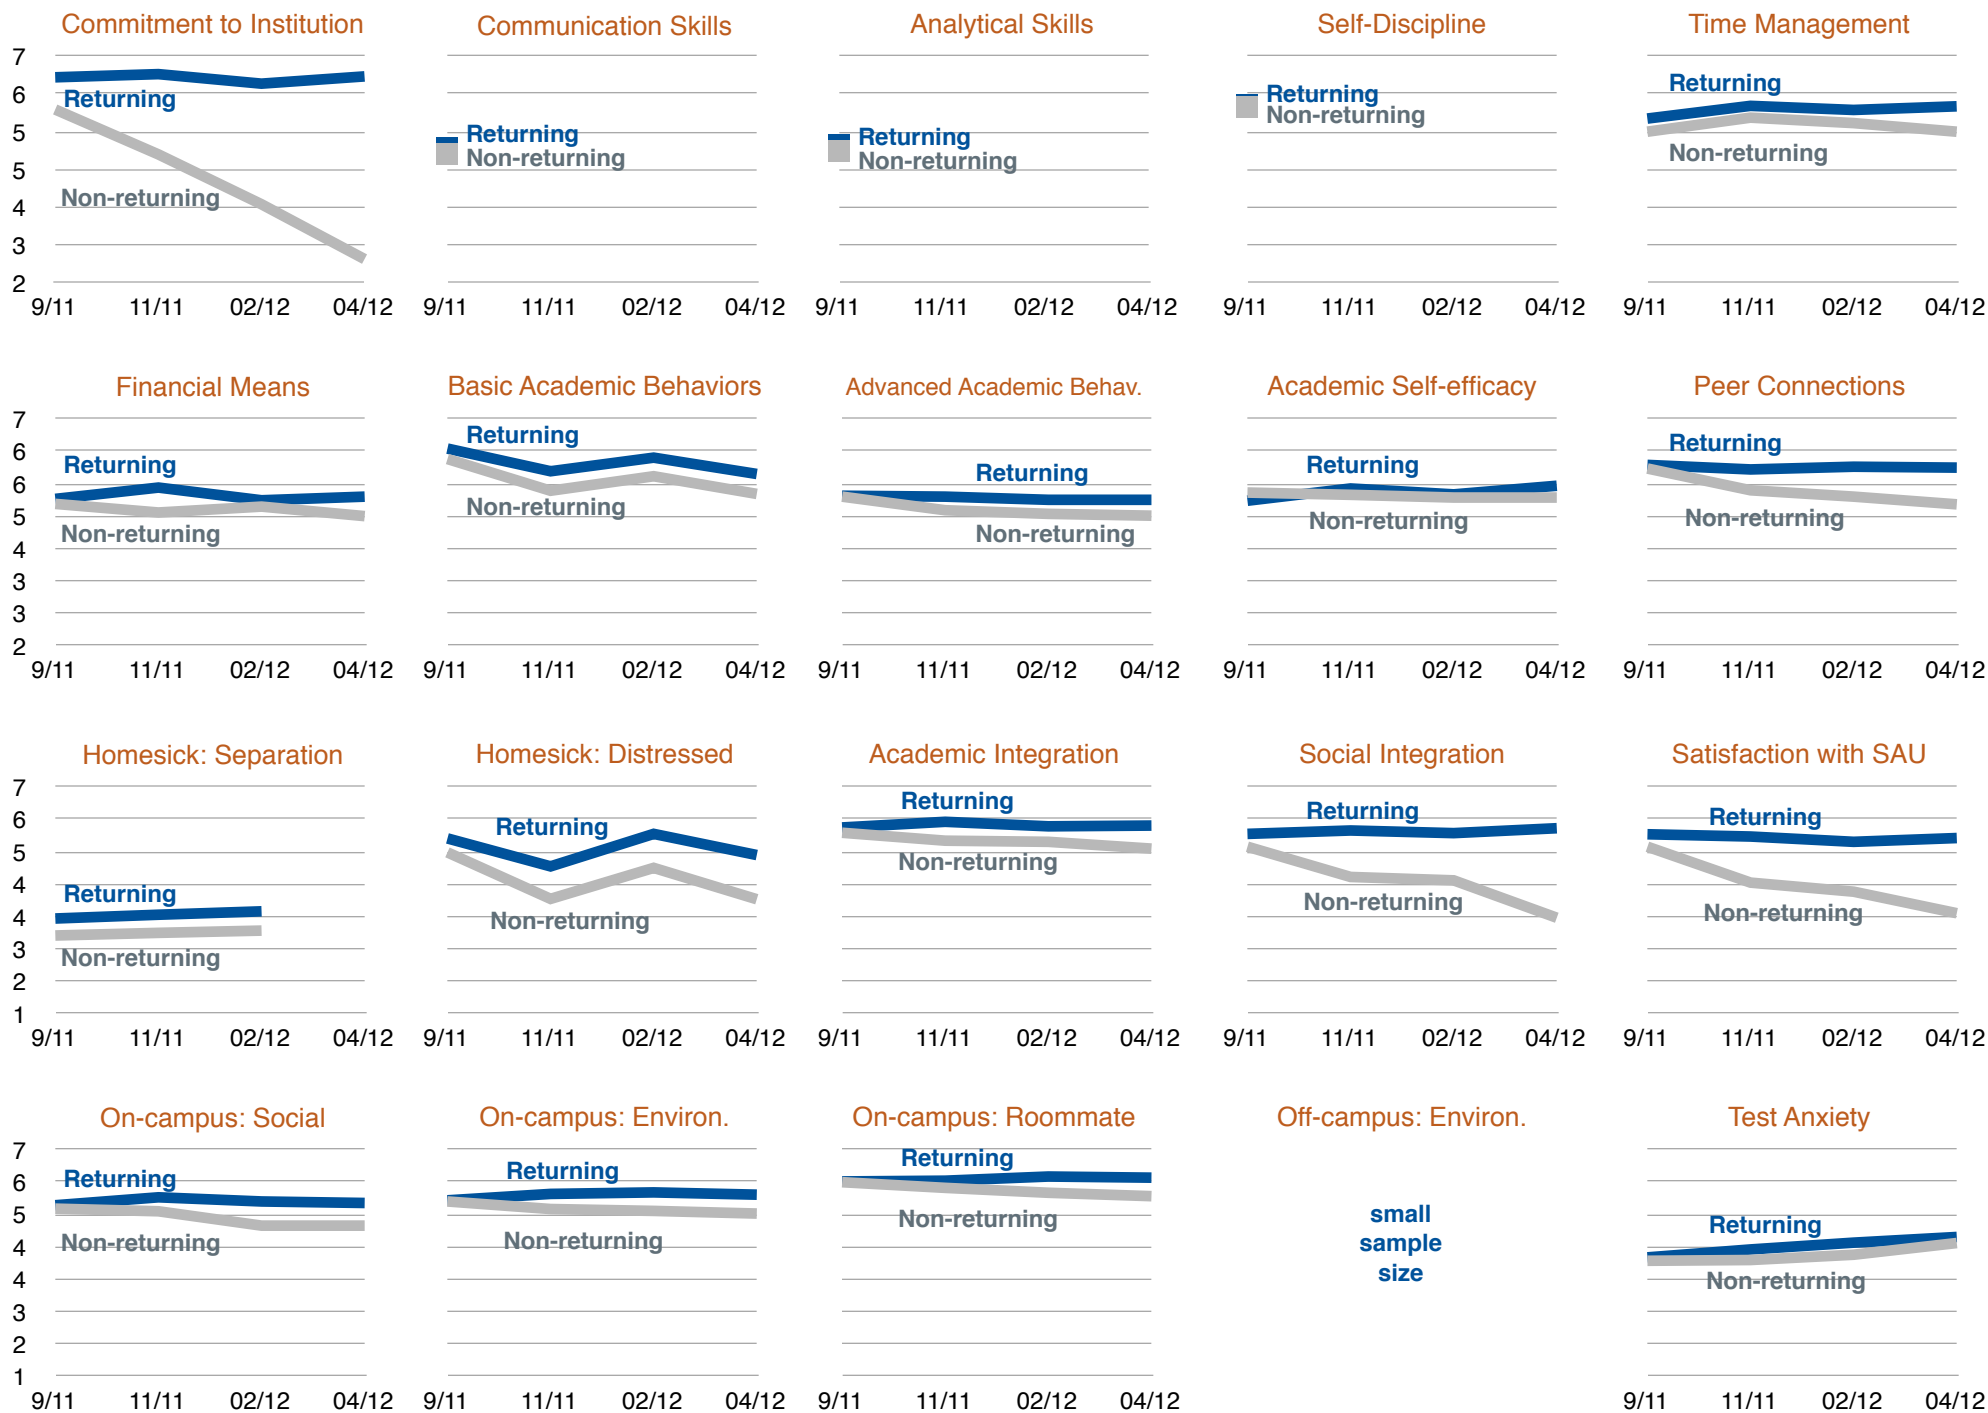 Commitment to Institution
Communication Skills
Analytical Skills
Self-Discipline
Time Management
7
6
5
5
4
3
2
Returning
Non-returning
Returning
Non-returning
Returning
Non-returning
Returning
Non-returning
Returning
Non-returning
9/11 11/11 02/12 04/12
9/11 11/11 02/12 04/12
9/11 11/11 02/12 04/12
9/11 11/11 02/12 04/12
9/11 11/11 02/12 04/12
Financial Means
Basic Academic Behaviors
Advanced Academic Behav.
Academic Self-efficacy
Peer Connections
7
6
6
5
4
3
3
2
Returning
Non-returning
Returning
Non-returning
Returning
Non-returning
Returning
Non-returning
Returning
Non-returning
9/11 11/11 02/12 04/12
9/11 11/11 02/12 04/12
9/11 11/11 02/12 04/12
9/11 11/11 02/12 04/12
9/11 11/11 02/12 04/12
Homesick: Separation
Homesick: Distressed
Academic Integration
Social Integration
Satisfaction with SAU
7
6
5
4
4
3
2
1
Returning
Non-returning
Returning
Non-returning
Returning
Non-returning
Returning
Non-returning
Returning
Non-returning
9/11 11/11 02/12 04/12
9/11 11/11 02/12 04/12
9/11 11/11 02/12 04/12
9/11 11/11 02/12 04/12
9/11 11/11 02/12 04/12
On-campus: Social
On-campus: Environ.
On-campus: Roommate
Off-campus: Environ.
Test Anxiety
7
6
5
4
4
3
2
1
Returning
Non-returning
Returning
Non-returning
Returning
Non-returning
small
sample
size
Returning
Non-returning
9/11 11/11 02/12 04/12
9/11 11/11 02/12 04/12
9/11 11/11 02/12 04/12
9/11 11/11 02/12 04/12